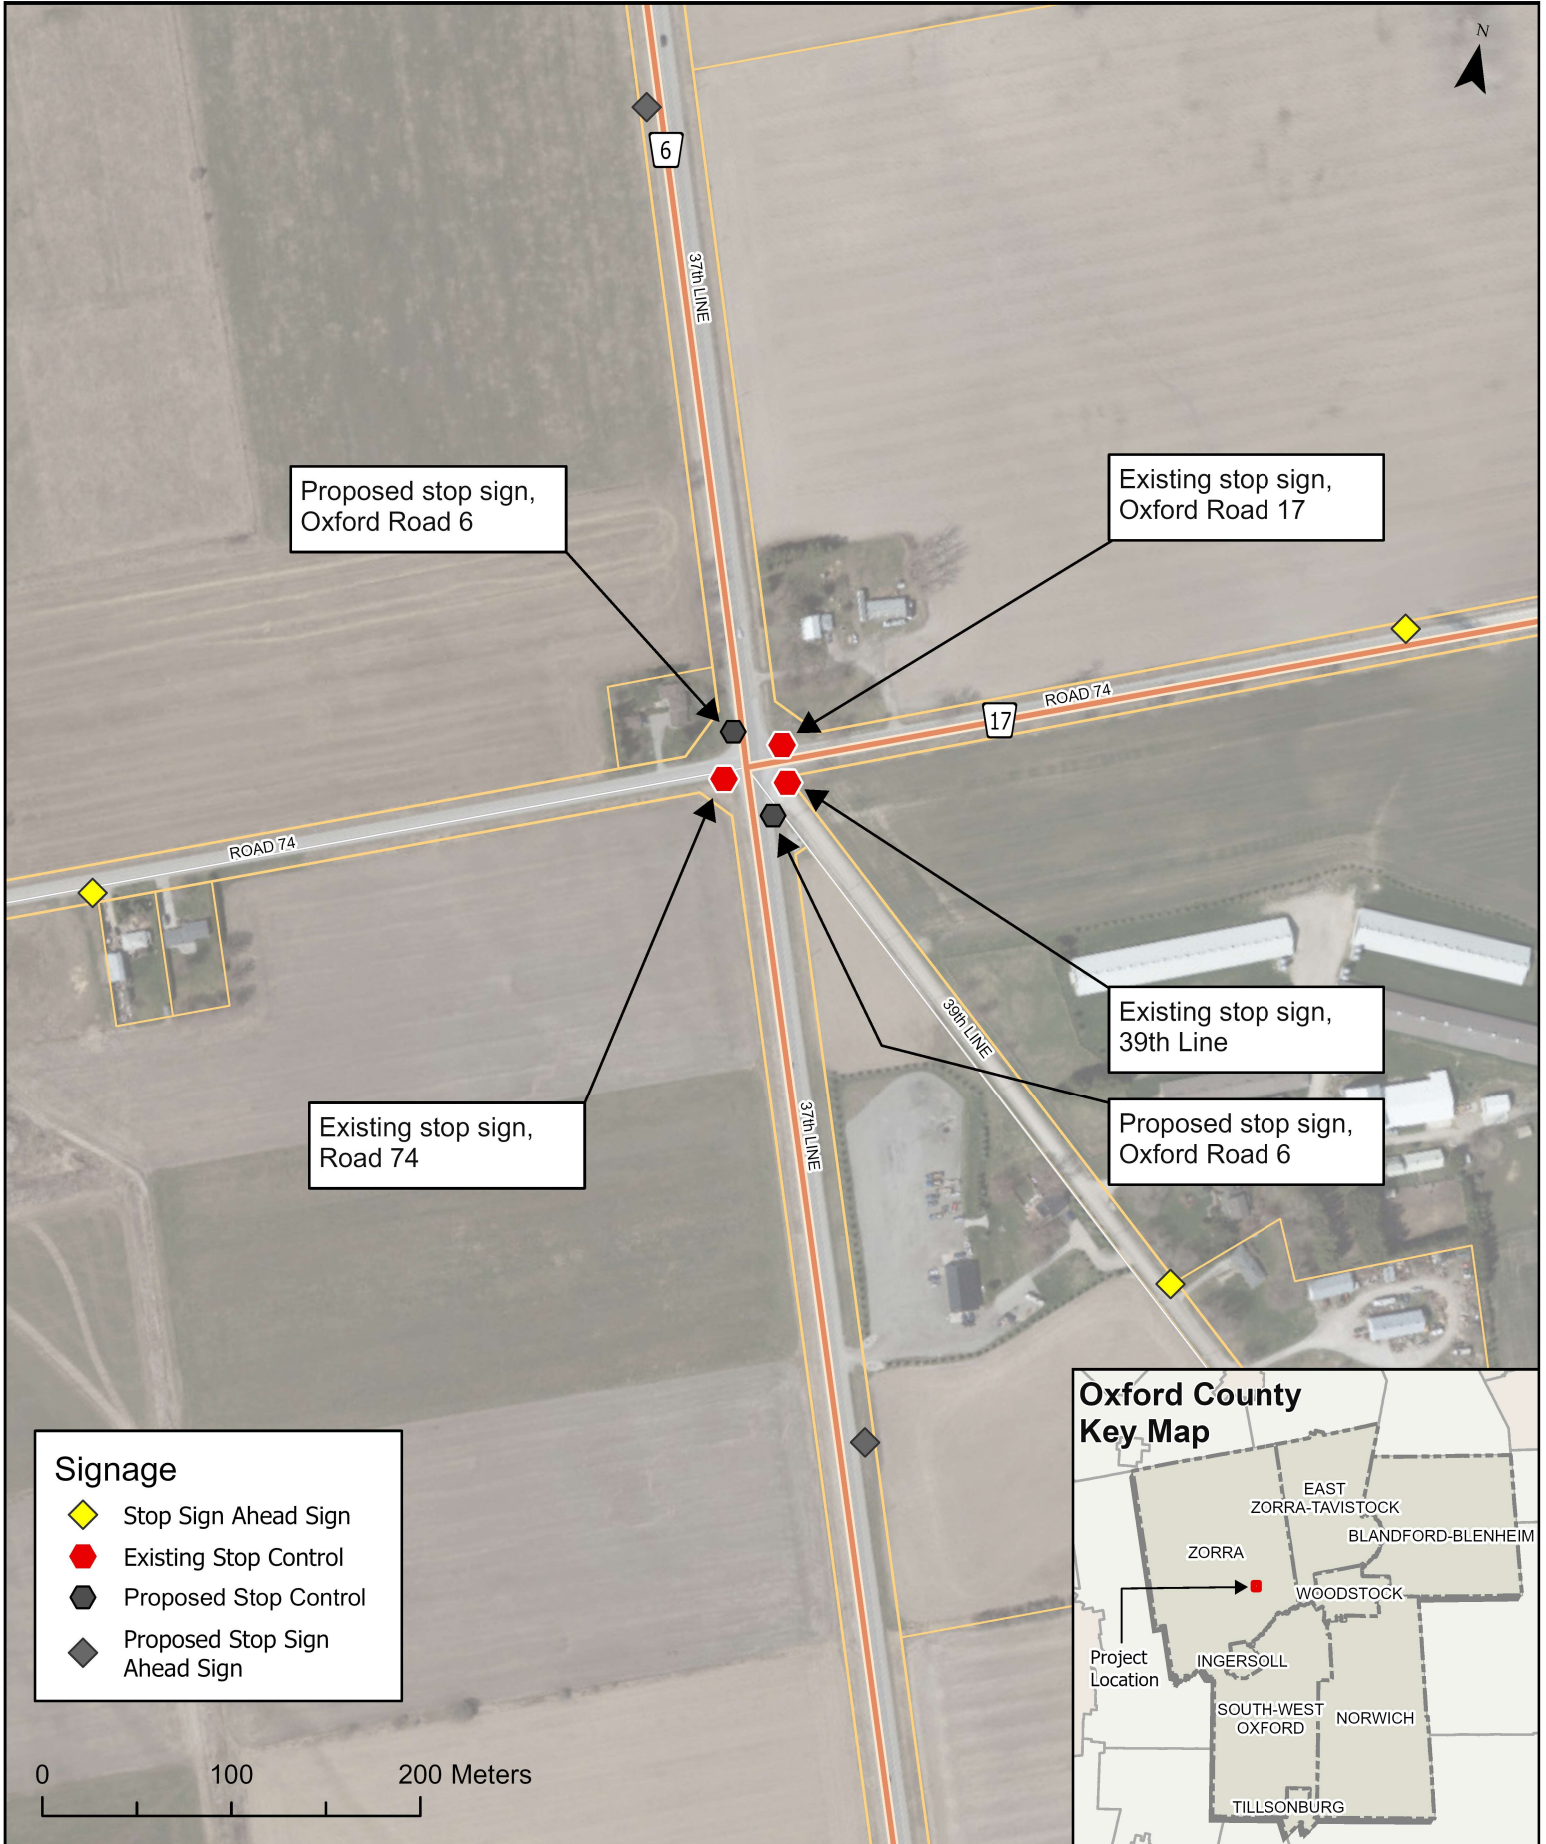 N
6
37th LINE
Proposed stop sign,
Oxford Road 6
Existing stop sign,
Oxford Road 17
ROAD 74
17
ROAD 74
39th LINE
Existing stop sign,
39th Line
37th LINE
Existing stop sign,
Road 74
Proposed stop sign,
Oxford Road 6
Signage
Stop Sign Ahead Sign
Existing Stop Control
Proposed Stop Control
Proposed Stop Sign
Ahead Sign
0 100 200 Meters
Oxford County
Key Map
EAST
ZORRA-TAVISTOCK
BLANDFORD-BLENHEIM
ZORRA
WOODSTOCK
Project
Location
INGERSOLL
SOUTH-WEST
OXFORD
NORWICH
TILLSONBURG